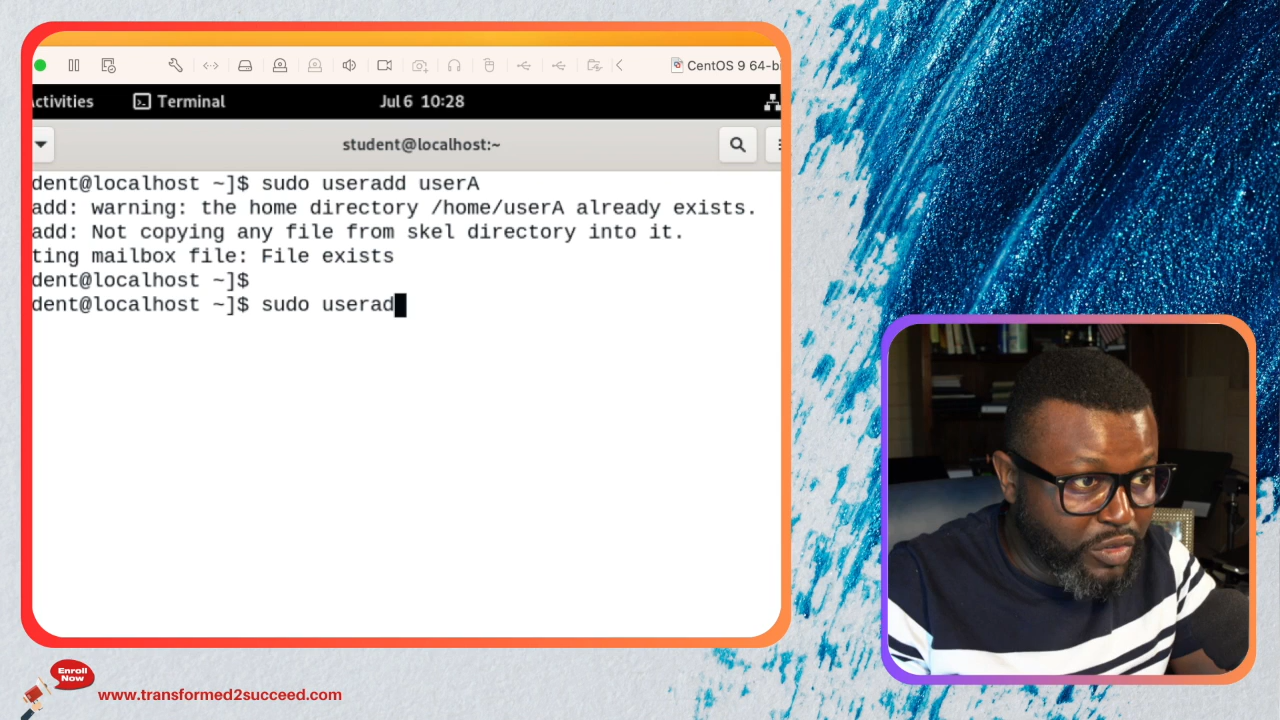 CentOS 9 64-bi
ctivities
Terminal
Jul 6 10:28
student@localhost:~
dent@localhost ~]$ sudo useradd userA
add: warning: the home directory /home/userA already exists.
add: Not copying any file from skel directory into it.
ting mailbox file: File exists
dent@localhost ~]$
dent@localhost ~]$ sudo userad
Enroll
Now
www.transformed2succeed.com